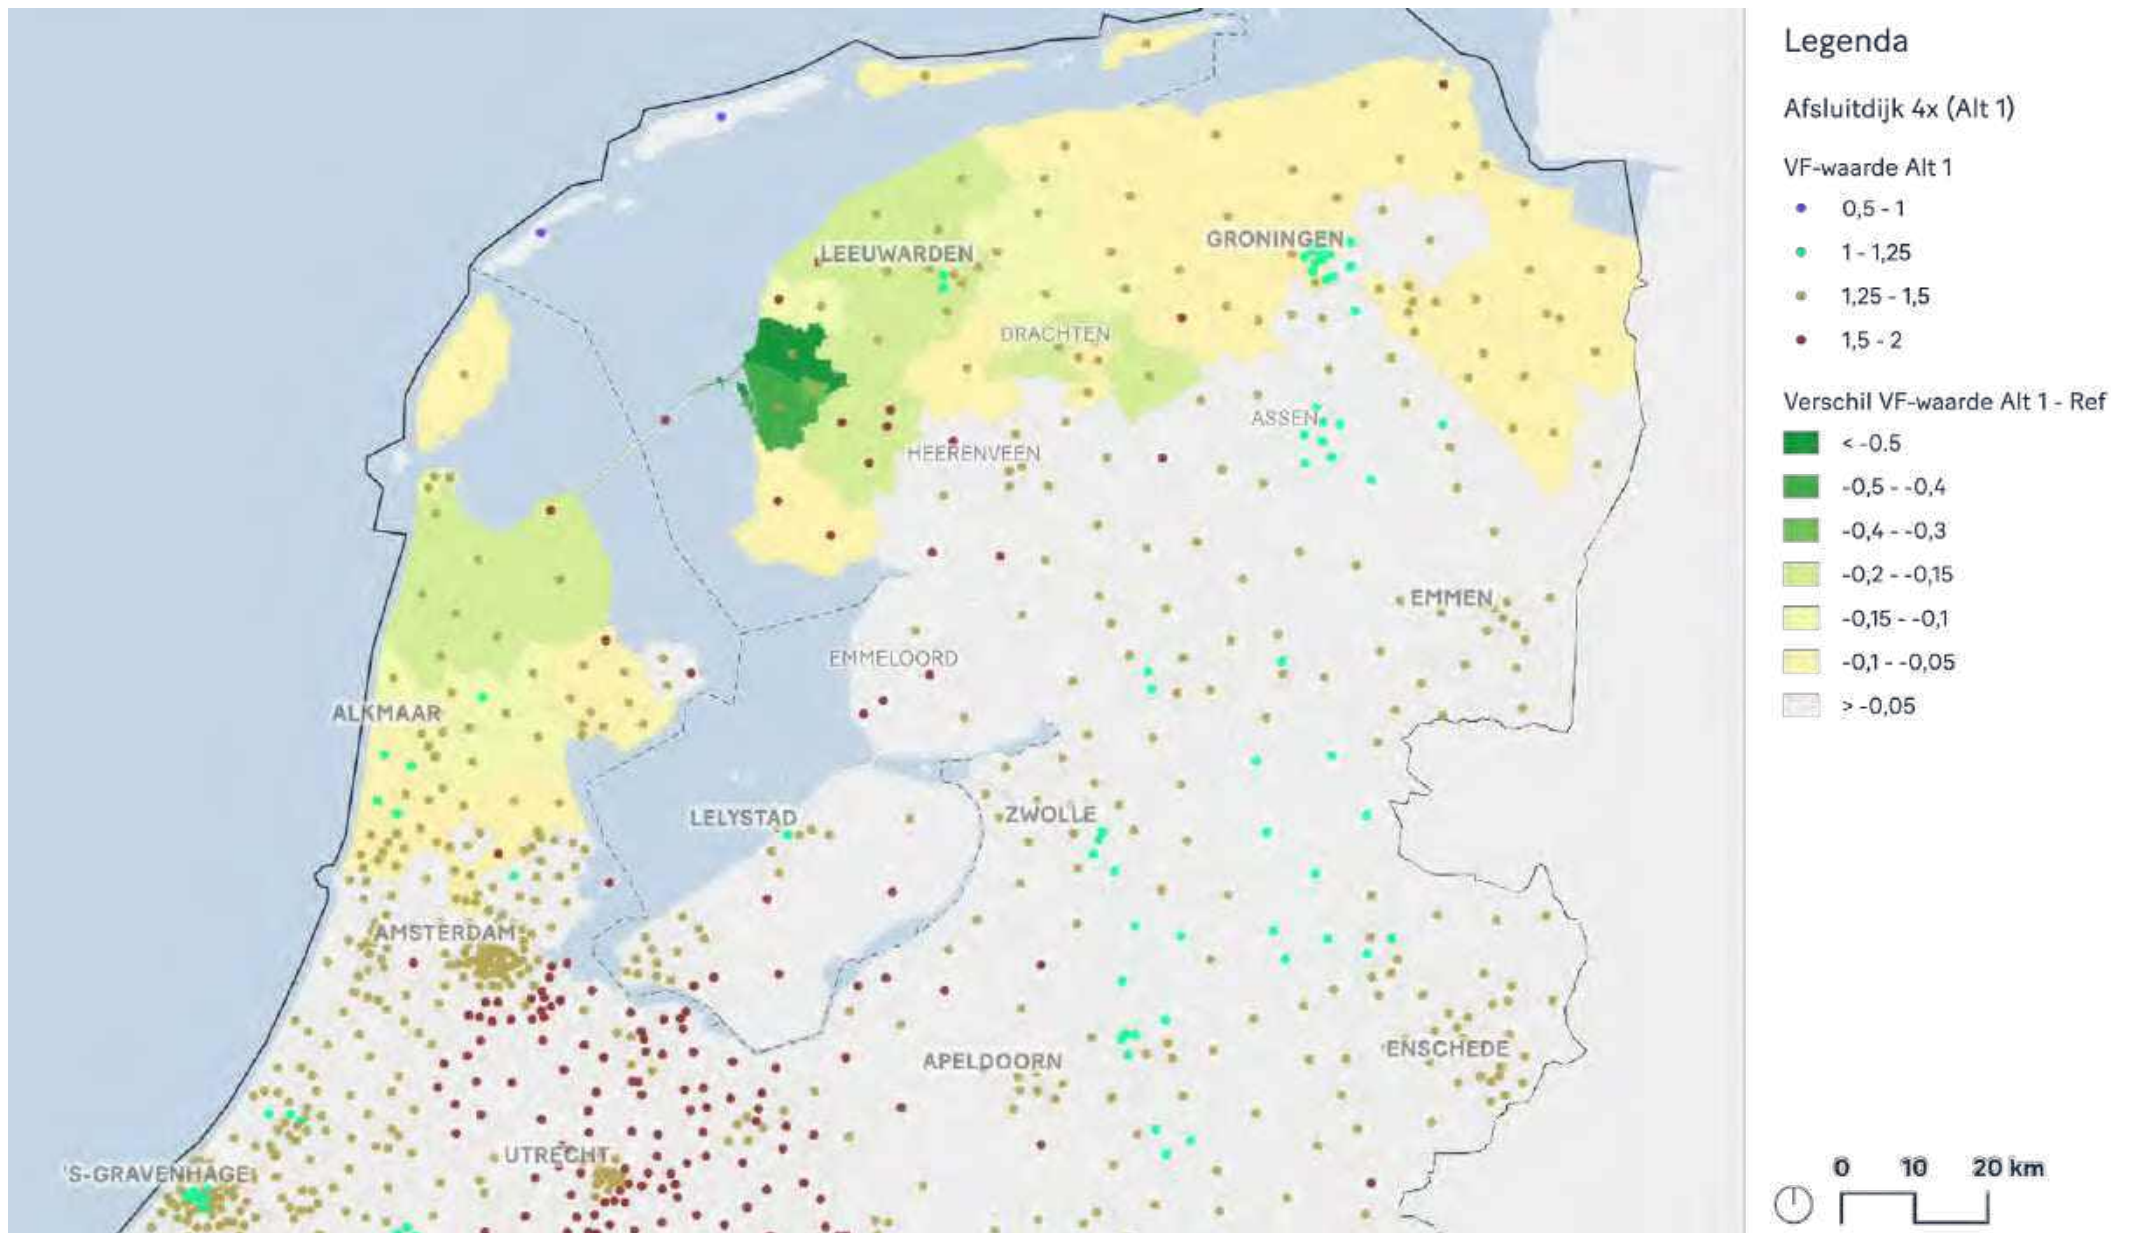 LEEUWARDEN
GRONINGEN
DRACHTEN
ASSEN
HEERENVEEN
EMMEN
EMMELOORD
ALKMAAR
LELYSTAD
ZWOLLE
AMSTERDAM
APELDOORN
ENSCHEDE
UTRECHT
'S-GRAVENHAGE
Legenda
Afsluitdijk 4x (Alt 1)
VF-waarde Alt 1
0,5 - 1
1 - 1,25
1,25 - 1,5
1,5 - 2
Verschil VF-waarde Alt 1 - Ref
< -0.5
-0,5 - -0,4
-0,4 - -0,3
-0,2 - -0,15
-0,15 - -0,1
-0,1 - -0,05
> -0,05
0 10 20 km